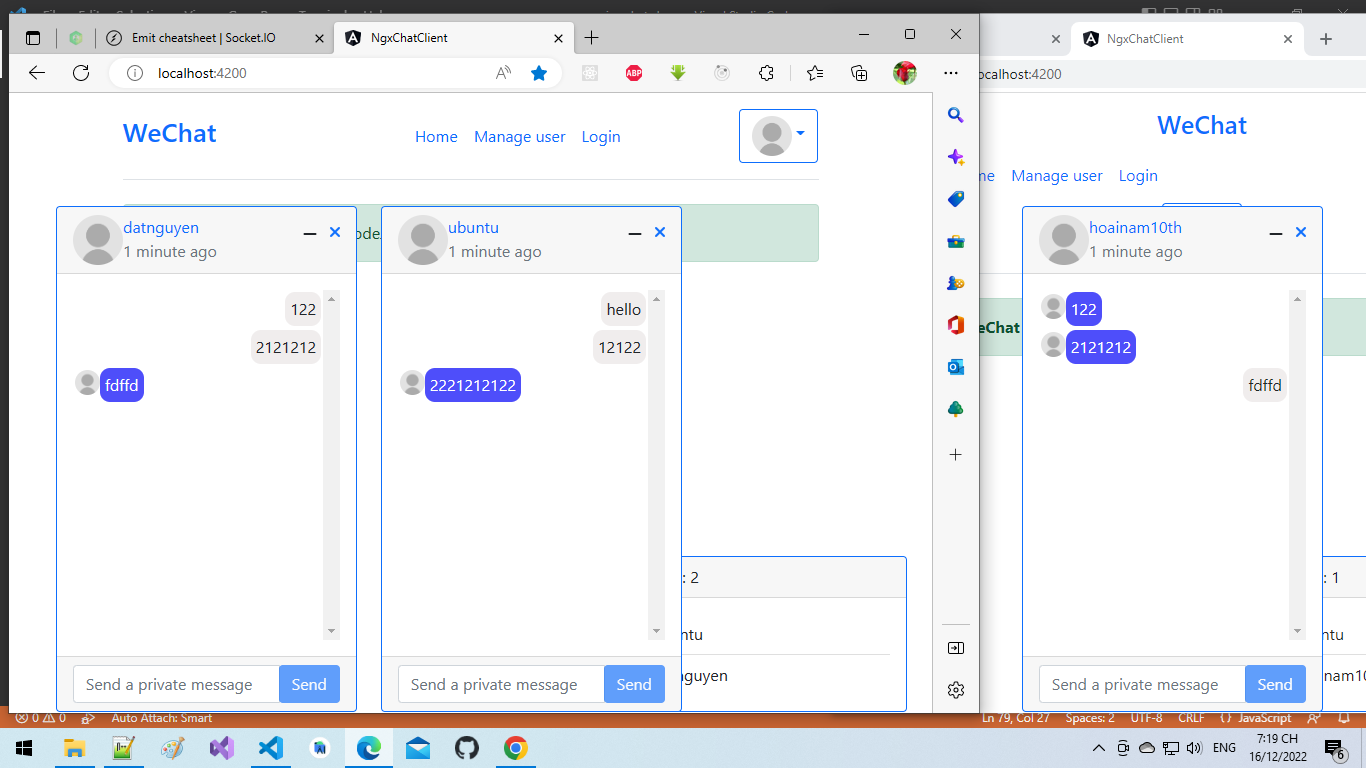 Emit cheatsheet | Socket.IO
NgxChatClient
NgxChatClient
localhost:4200
ocalhost:4200
ABP
WeChat
Home
Manage user
Login
WeChat
me
Manage user
Login
datnguyen
1 minute ago
ode.
ubuntu
1 minute ago
hoainam10th
1 minute ago
122
2121212
fdffd
hello
12122
2221212122
122
2121212
fdffd
eChat
: 2
ntu
nguyen
: 1
ntu
nam10
Send a private message
Send
Send a private message
Send
Send a private message
Send
0
0
Auto Attach: Smart
Ln 79, Col 27
Spaces: 2
UTF-8
CRLF
{ } JavaScript
ENG
7:19 CH
16/12/2022
6